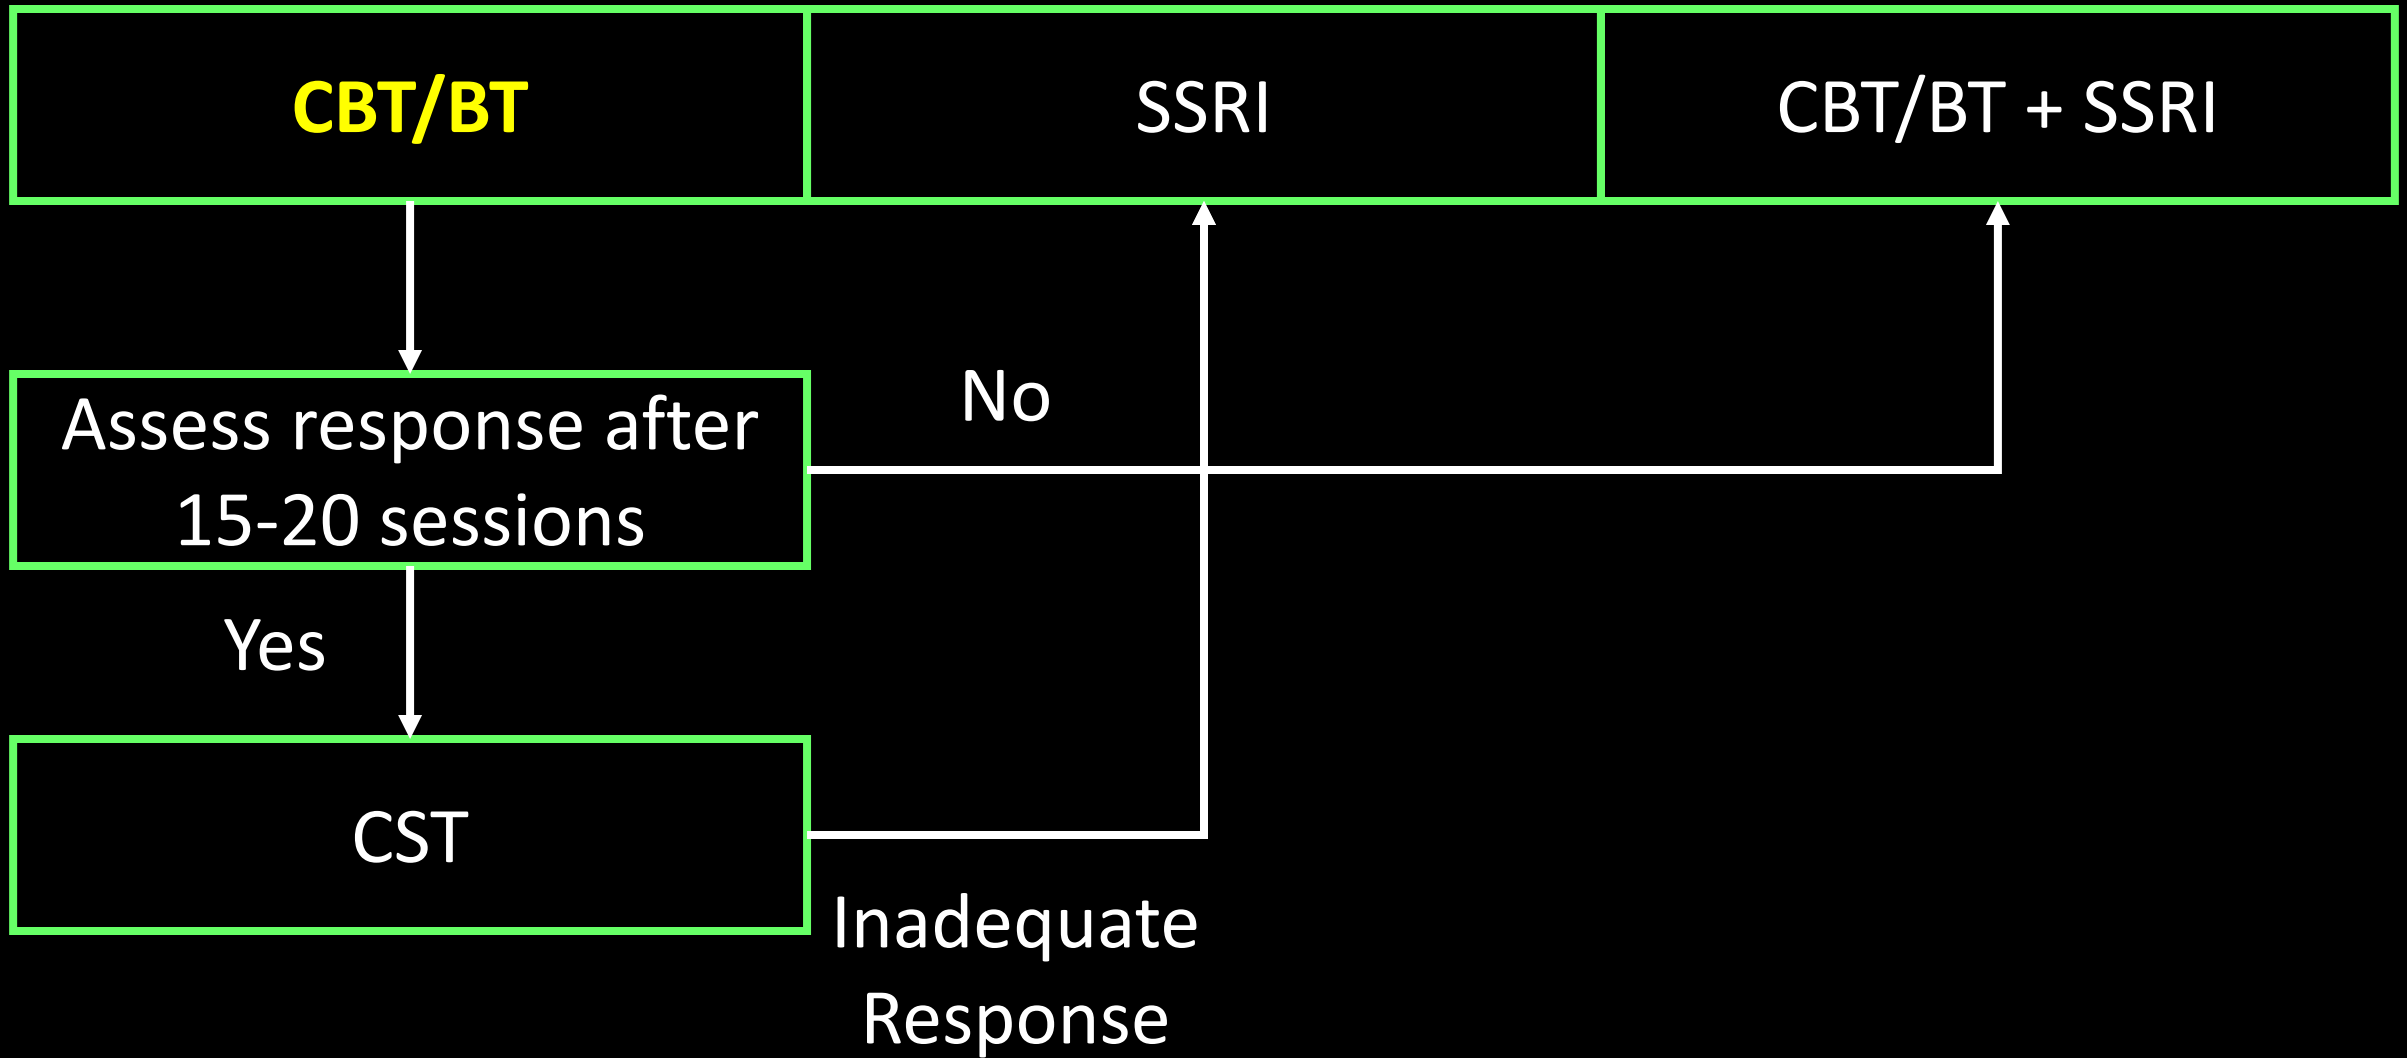 CBT/BT
SSRI
CBT/BT + SSRI
Assess response after
15-20 sessions
No
Yes
CST
Inadequate
Response